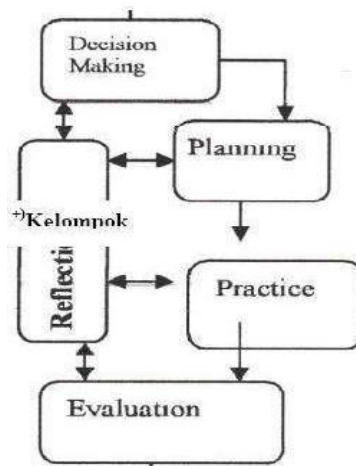 Decision
Making
Planning
+)Kelompok
Reflecti
Practice
Evaluation